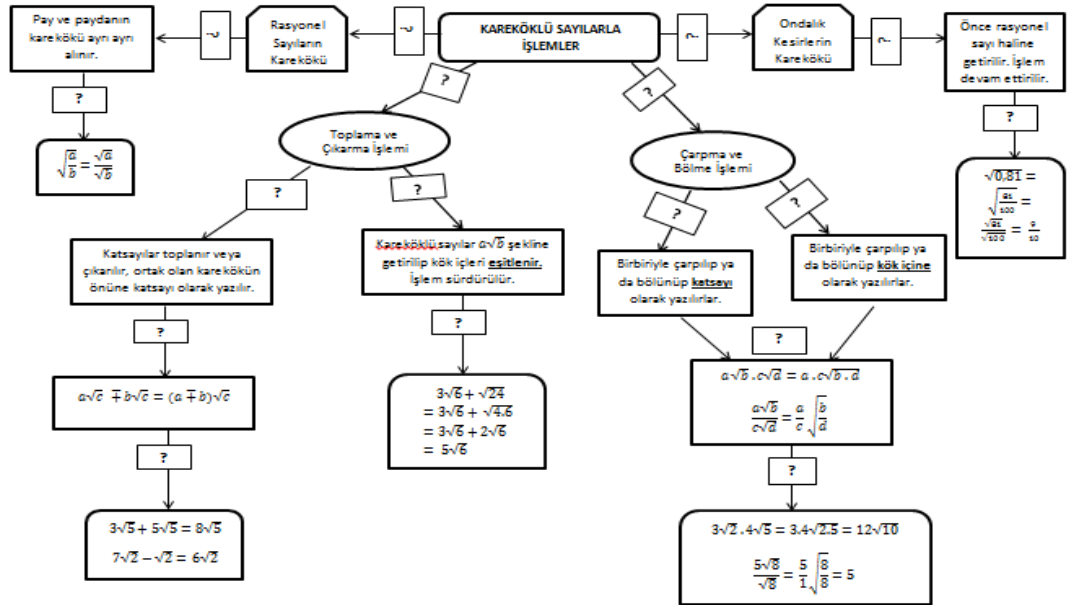 KAREKÖKLÜ SAYILARLA
İŞLEMLER
?
Rasyonel
Sayıların
Karekökü
?
Pay ve paydanın
karekökü ayrı ayrı
alınır.
?
√(a/b) = √a/√b
?
Ondalık
Kesirlerin
Karekökü
?
Önce rasyonel
sayı haline
getirilir. İşlem
devam ettirilir.
?
√0,81 =
√(81/100) =
√81/√100 = 9/10
?
Toplama ve
Çıkarma İşlemi
?
Katsayılar toplanır veya
çıkarılır, ortak olan karekökün
önüne katsayı olarak yazılır.
?
a√c ∓ b√c = (a ∓ b)√c
?
3√5 + 5√5 = 8√5
7√2 − √2 = 6√2
?
Kareköklü sayılar a√b şekline
getirilip kök içleri eşitlenir.
İşlem sürdürülür.
?
3√6 + √24
= 3√6 + √4.6
= 3√6 + 2√6
= 5√6
?
Çarpma ve
Bölme İşlemi
?
Birbiriyle çarpılıp ya
da bölünüp katsayı
olarak yazılırlar.
?
Birbiriyle çarpılıp ya
da bölünüp kök içine
olarak yazılırlar.
?
a√b . c√d = a . c√b . d
a√b/c√d = a/c √(b/d)
?
3√2 . 4√5 = 3.4√2.5 = 12√10
5√8/√8 = 5/1 √(8/8) = 5